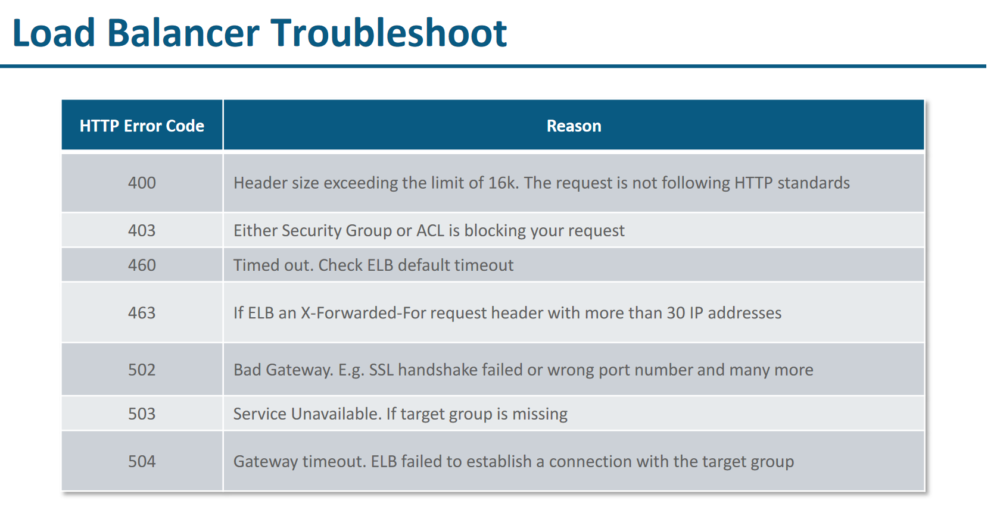 Load Balancer Troubleshoot
HTTP Error Code Reason
400 Header size exceeding the limit of 16k. The request is not following HTTP standards
403 Either Security Group or ACL is blocking your request
460 Timed out. Check ELB default timeout
463 If ELB an X-Forwarded-For request header with more than 30 IP addresses
502 Bad Gateway. E.g. SSL handshake failed or wrong port number and many more
503 Service Unavailable. If target group is missing
504 Gateway timeout. ELB failed to establish a connection with the target group